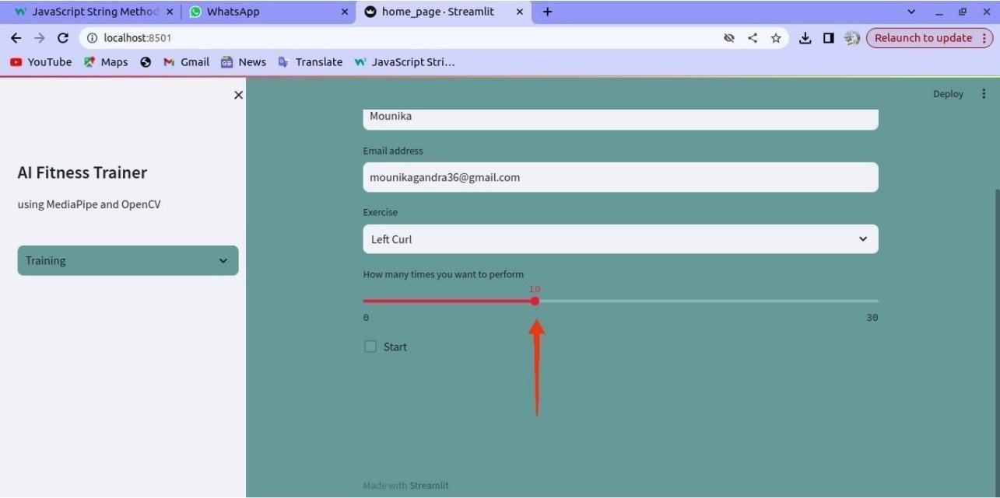 JavaScript String Method
WhatsApp
home_page · Streamlit
localhost:8501
Relaunch to update
YouTube
Maps
Gmail
News
Translate
JavaScript Stri…
Deploy
AI Fitness Trainer
using MediaPipe and OpenCV
Training
Mounika
Email address
mounikagandra36@gmail.com
Exercise
Left Curl
How many times you want to perform
10
0
30
Start
Made with Streamlit